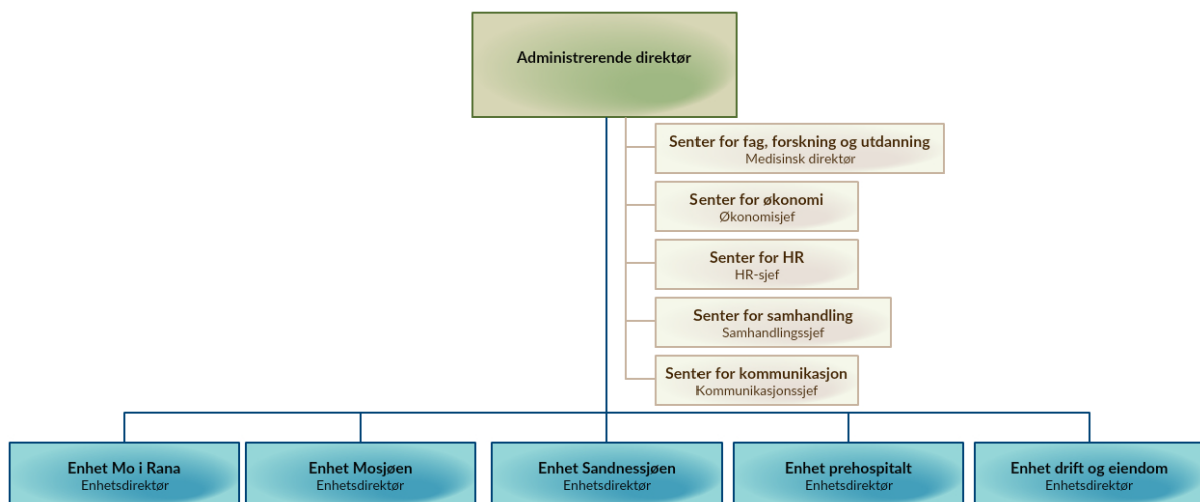 Administrerende direktør
Senter for fag, forskning og utdanning
Medisinsk direktør
Senter for økonomi
Økonomisjef
Senter for HR
HR-sjef
Senter for samhandling
Samhandlingssjef
Senter for kommunikasjon
Kommunikasjonssjef
Enhet Mo i Rana
Enhetsdirektør
Enhet Mosjøen
Enhetsdirektør
Enhet Sandnessjøen
Enhetsdirektør
Enhet prehospitalt
Enhetsdirektør
Enhet drift og eiendom
Enhetsdirektør